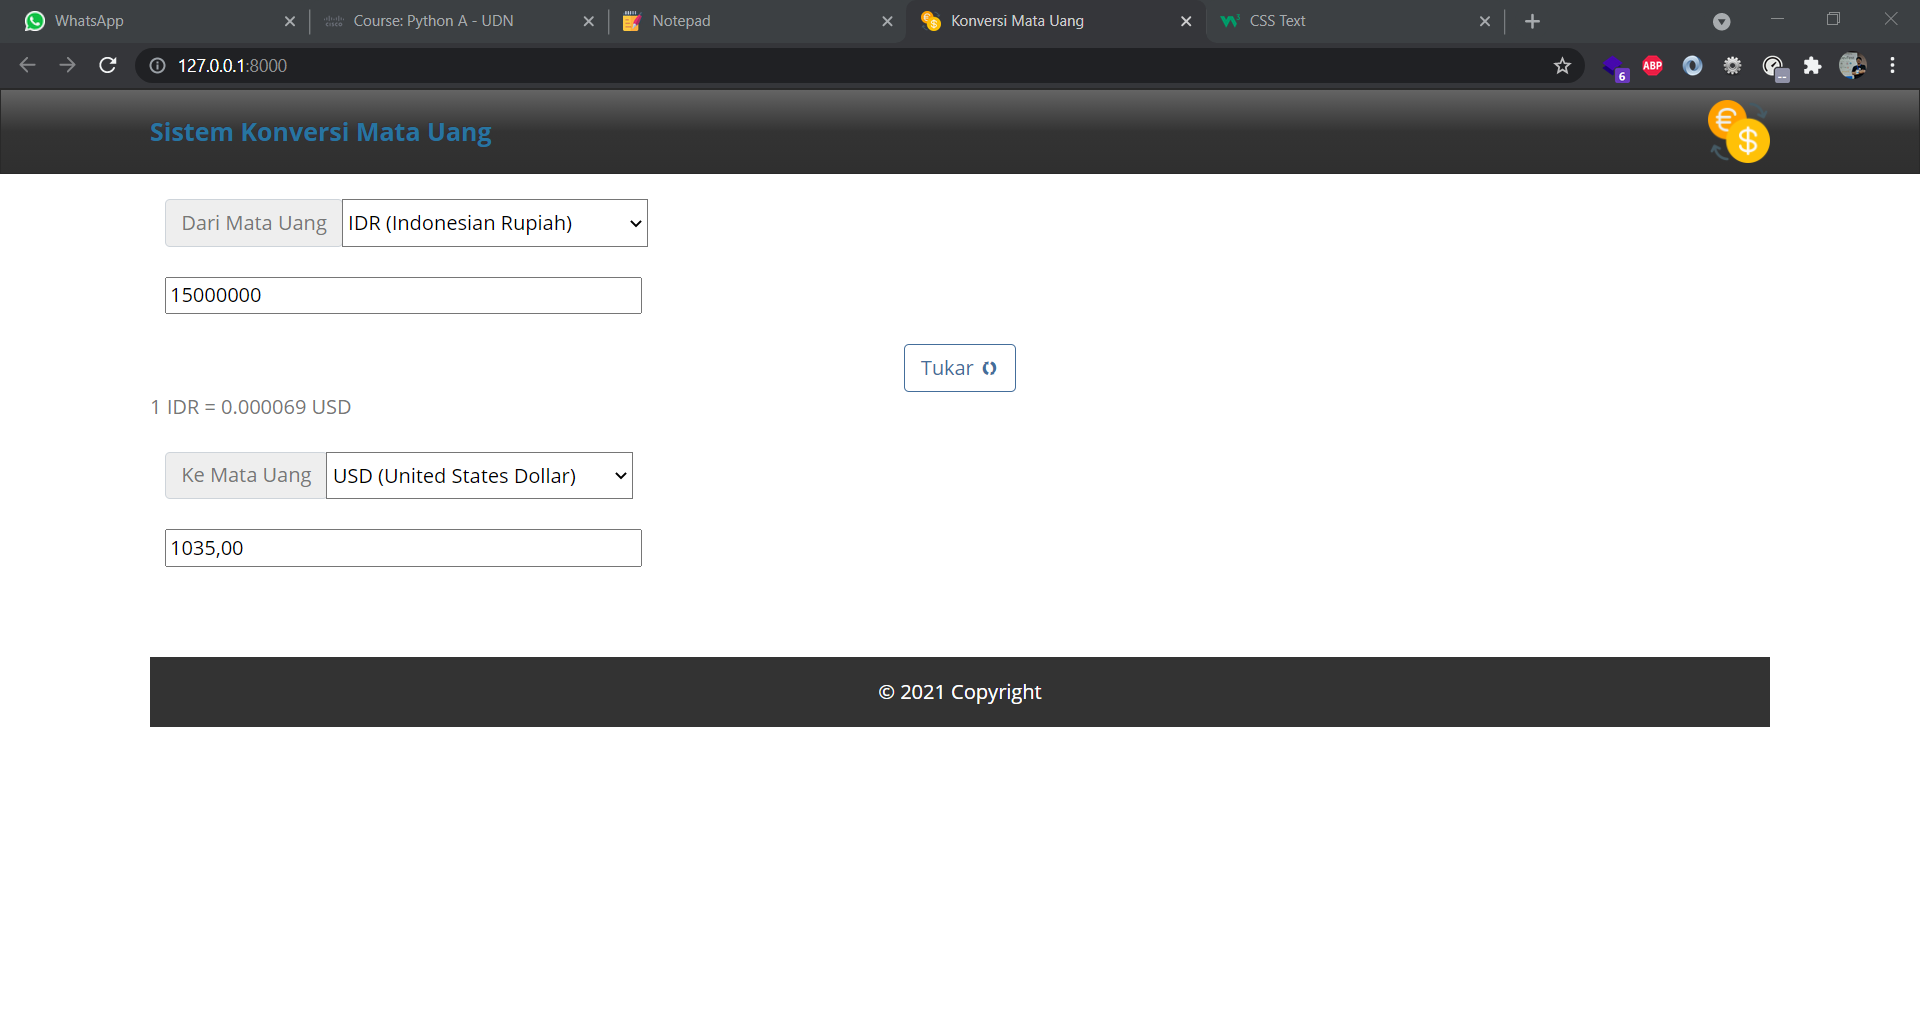 WhatsApp
Course: Python A - UDN
Notepad
Konversi Mata Uang
CSS Text
127.0.0.1:8000
6
ABP
Sistem Konversi Mata Uang
€
$
Dari Mata Uang IDR (Indonesian Rupiah)
15000000
Tukar
1 IDR = 0.000069 USD
Ke Mata Uang USD (United States Dollar)
1035,00
© 2021 Copyright